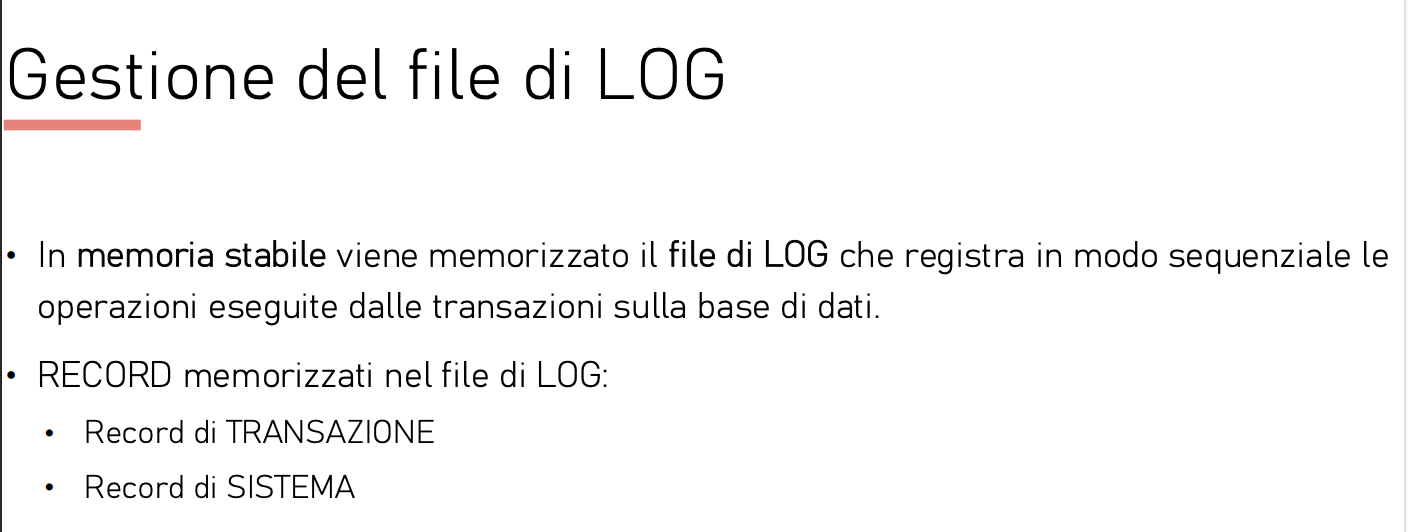 Gestione del file di LOG
• In memoria stabile viene memorizzato il file di LOG che registra in modo sequenziale le
operazioni eseguite dalle transazioni sulla base di dati.
• RECORD memorizzati nel file di LOG:
• Record di TRANSAZIONE
• Record di SISTEMA